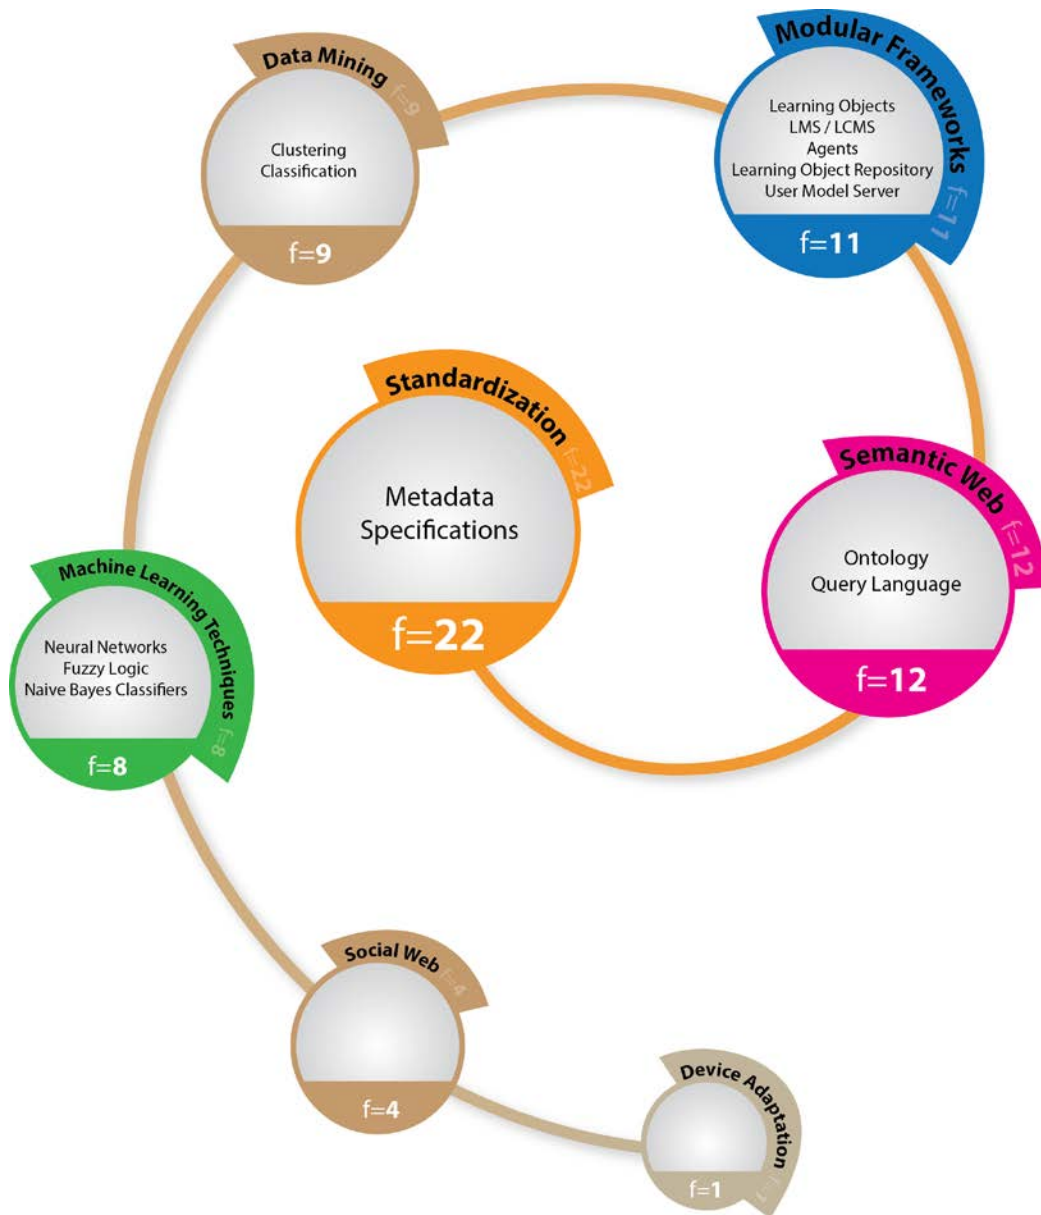 Data Mining f=9
Clustering
Classification
f=9
Modular Frameworks f=11
Learning Objects
LMS / LCMS
Agents
Learning Object Repository
User Model Server
f=11
Standardization f=22
Metadata
Specifications
f=22
Semantic Web f=12
Ontology
Query Language
f=12
Machine Learning Techniques f=8
Neural Networks
Fuzzy Logic
Naive Bayes Classifiers
f=8
Social Web f=4
f=4
Device Adaptation f=1
f=1